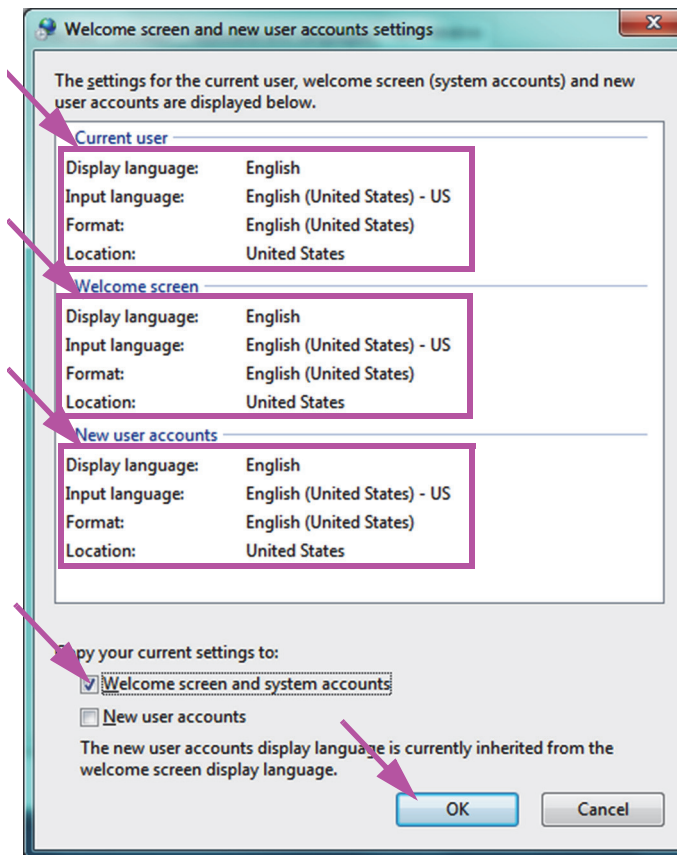 Welcome screen and new user accounts settings
The settings for the current user, welcome screen (system accounts) and new
user accounts are displayed below.
Current user
Display language: English
Input language: English (United States) - US
Format: English (United States)
Location: United States
Welcome screen
Display language: English
Input language: English (United States) - US
Format: English (United States)
Location: United States
New user accounts
Display language: English
Input language: English (United States) - US
Format: English (United States)
Location: United States
Copy your current settings to:
Welcome screen and system accounts
New user accounts
The new user accounts display language is currently inherited from the
welcome screen display language.
OK Cancel